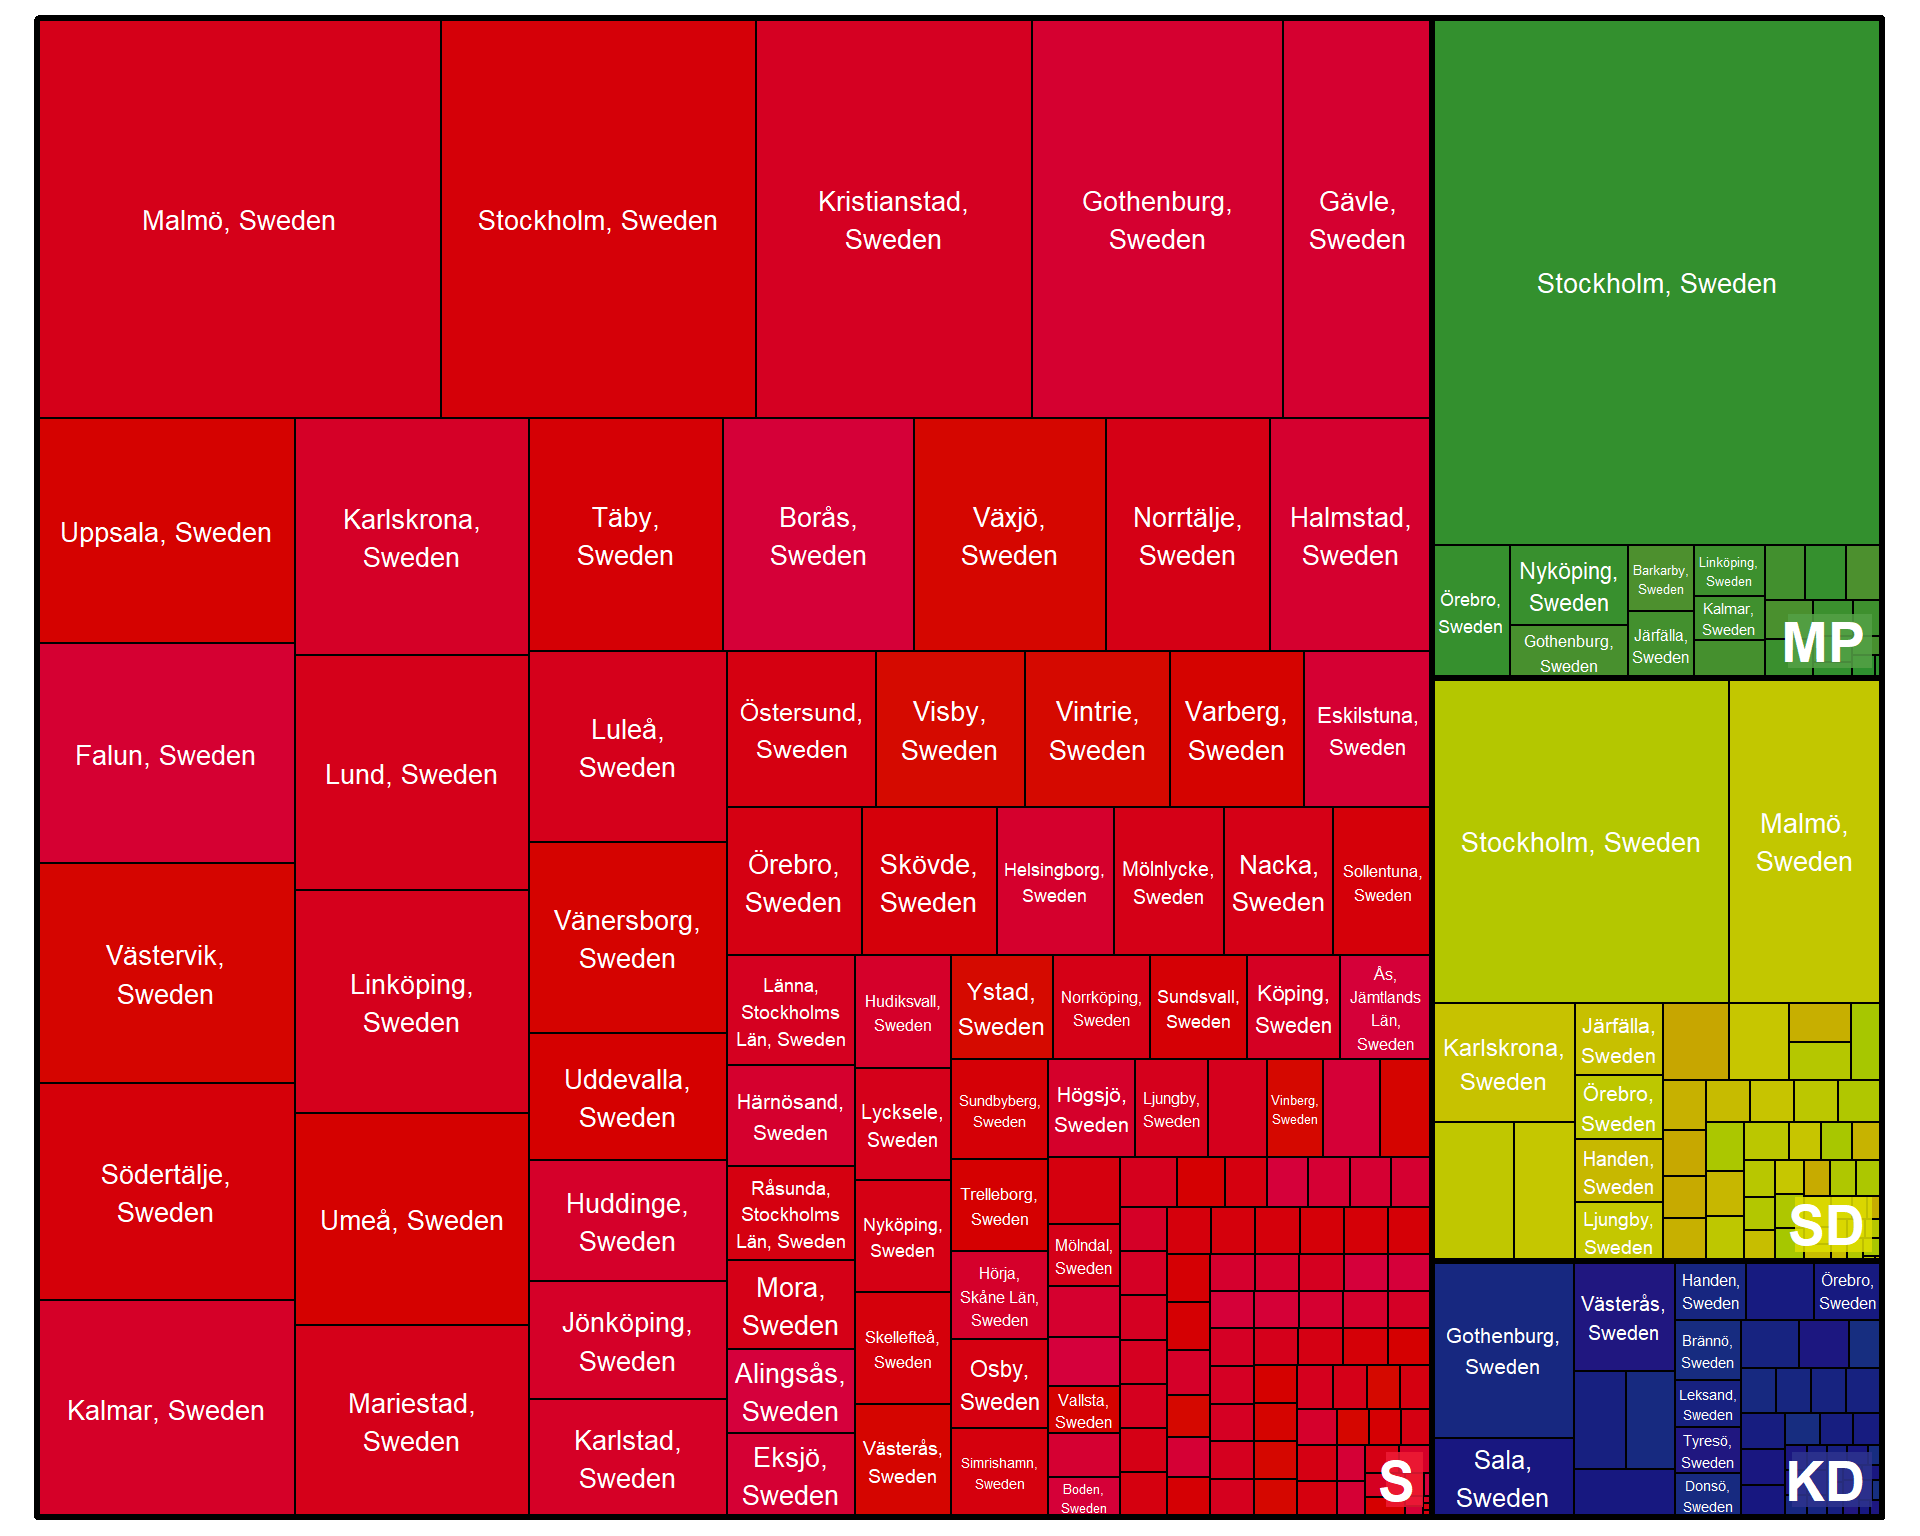 Malmö, Sweden
Stockholm, Sweden
Kristianstad,
Sweden
Gothenburg,
Sweden
Gävle,
Sweden
Uppsala, Sweden
Karlskrona,
Sweden
Täby,
Sweden
Borås,
Sweden
Växjö,
Sweden
Norrtälje,
Sweden
Halmstad,
Sweden
Falun, Sweden
Lund, Sweden
Luleå,
Sweden
Östersund,
Sweden
Visby,
Sweden
Vintrie,
Sweden
Varberg,
Sweden
Eskilstuna,
Sweden
Västervik,
Sweden
Linköping,
Sweden
Vänersborg,
Sweden
Örebro,
Sweden
Skövde,
Sweden
Helsingborg,
Sweden
Mölnlycke,
Sweden
Nacka,
Sweden
Sollentuna,
Sweden
Södertälje,
Sweden
Umeå, Sweden
Uddevalla,
Sweden
Huddinge,
Sweden
Länna,
Stockholms
Län, Sweden
Hudiksvall,
Sweden
Ystad,
Sweden
Norrköping,
Sweden
Sundsvall,
Sweden
Köping,
Sweden
Ås,
Jämtlands
Län,
Sweden
Härnösand,
Sweden
Lycksele,
Sweden
Sundbyberg,
Sweden
Högsjö,
Sweden
Ljungby,
Sweden
Vinberg,
Sweden
Råsunda,
Stockholms
Län, Sweden
Nyköping,
Sweden
Trelleborg,
Sweden
Mölndal,
Sweden
Kalmar, Sweden
Mariestad,
Sweden
Jönköping,
Sweden
Karlstad,
Sweden
Mora,
Sweden
Alingsås,
Sweden
Eksjö,
Sweden
Skellefteå,
Sweden
Västerås,
Sweden
Hörja,
Skåne Län,
Sweden
Osby,
Sweden
Simrishamn,
Sweden
Vallsta,
Sweden
Boden,
Sweden
S
Stockholm, Sweden
Örebro,
Sweden
Nyköping,
Sweden
Gothenburg,
Sweden
Barkarby,
Sweden
Järfälla,
Sweden
Linköping,
Sweden
Kalmar,
Sweden
MP
Stockholm, Sweden
Malmö,
Sweden
Karlskrona,
Sweden
Järfälla,
Sweden
Örebro,
Sweden
Handen,
Sweden
Ljungby,
Sweden
SD
Gothenburg,
Sweden
Sala,
Sweden
Västerås,
Sweden
Handen,
Sweden
Örebro,
Sweden
Brännö,
Sweden
Leksand,
Sweden
Tyresö,
Sweden
Donsö,
Sweden
KD